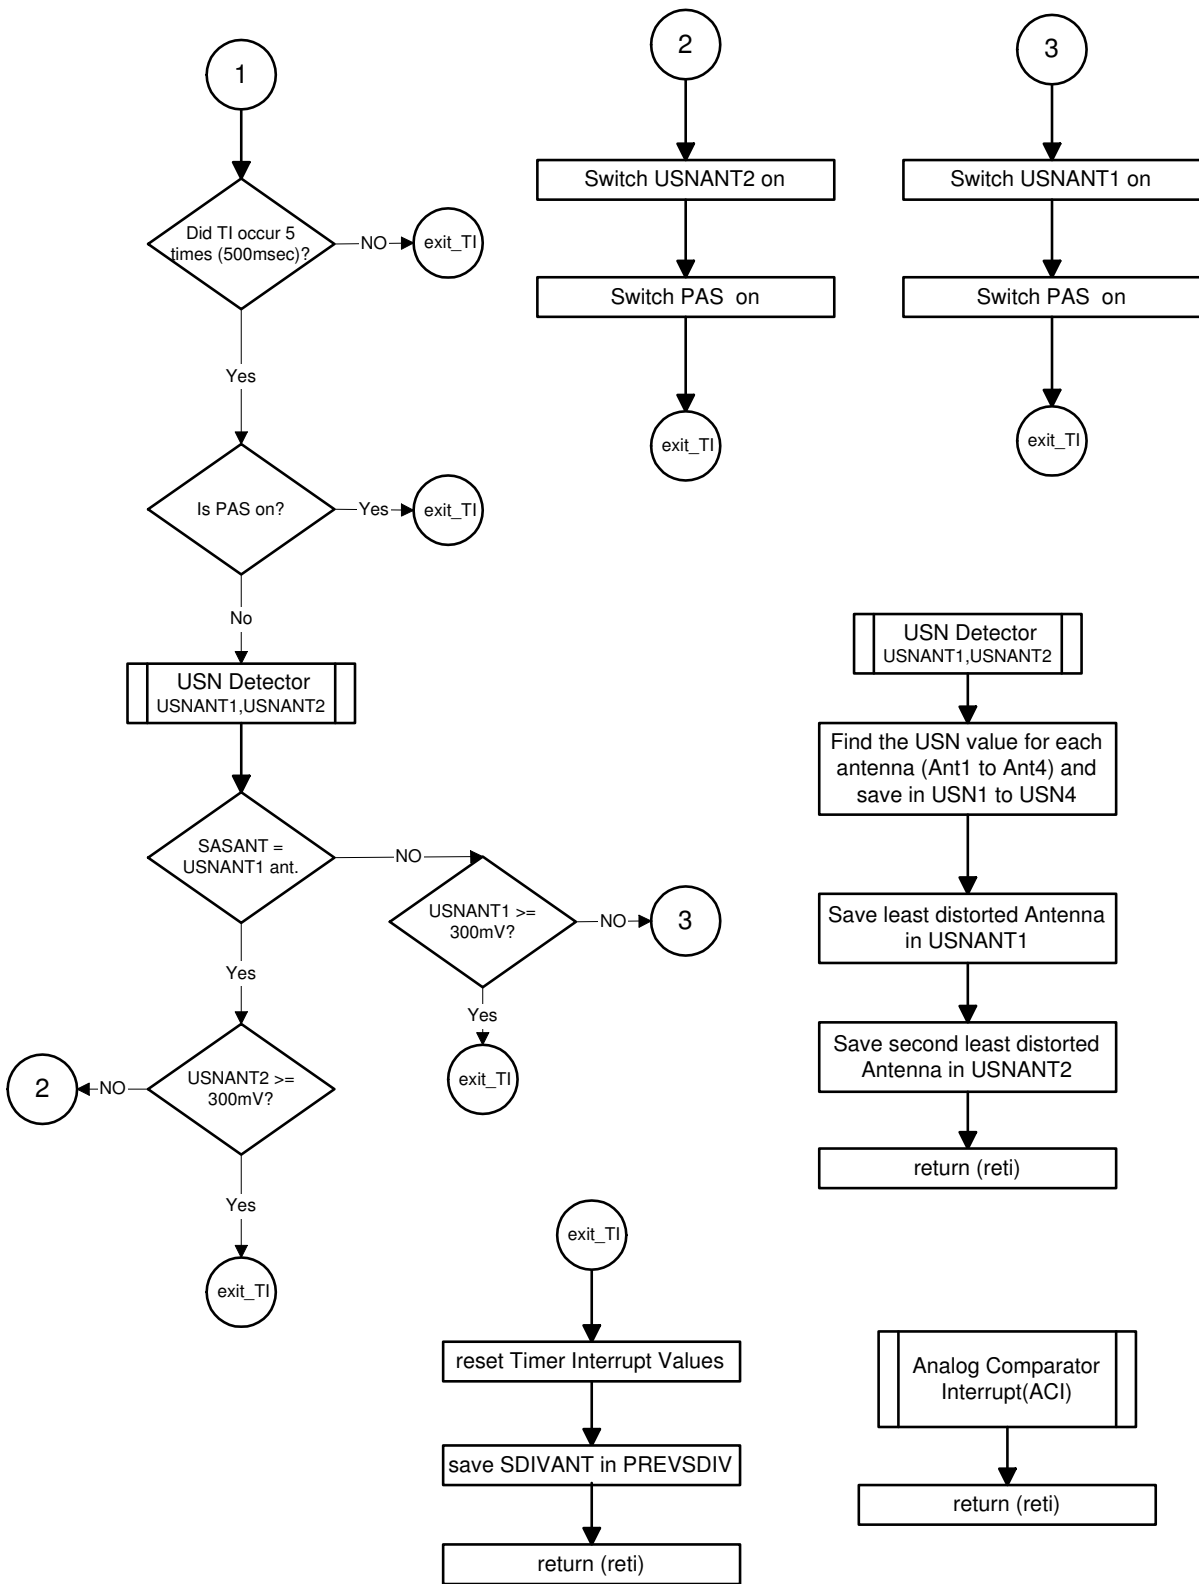 1
Did TI occur 5
times (500msec)?
NO
exit_TI
Yes
Is PAS on?
Yes
exit_TI
No
USN Detector
USNANT1,USNANT2
SASANT =
USNANT1 ant.
NO
USNANT1 >=
300mV?
NO
3
Yes
exit_TI
Yes
USNANT2 >=
300mV?
NO
2
Yes
exit_TI
2
Switch USNANT2 on
Switch PAS  on
exit_TI
3
Switch USNANT1 on
Switch PAS  on
exit_TI
USN Detector
USNANT1,USNANT2
Find the USN value for each
antenna (Ant1 to Ant4) and
save in USN1 to USN4
Save least distorted Antenna
in USNANT1
Save second least distorted
Antenna in USNANT2
return (reti)
exit_TI
reset Timer Interrupt Values
save SDIVANT in PREVSDIV
return (reti)
Analog Comparator
Interrupt(ACI)
return (reti)